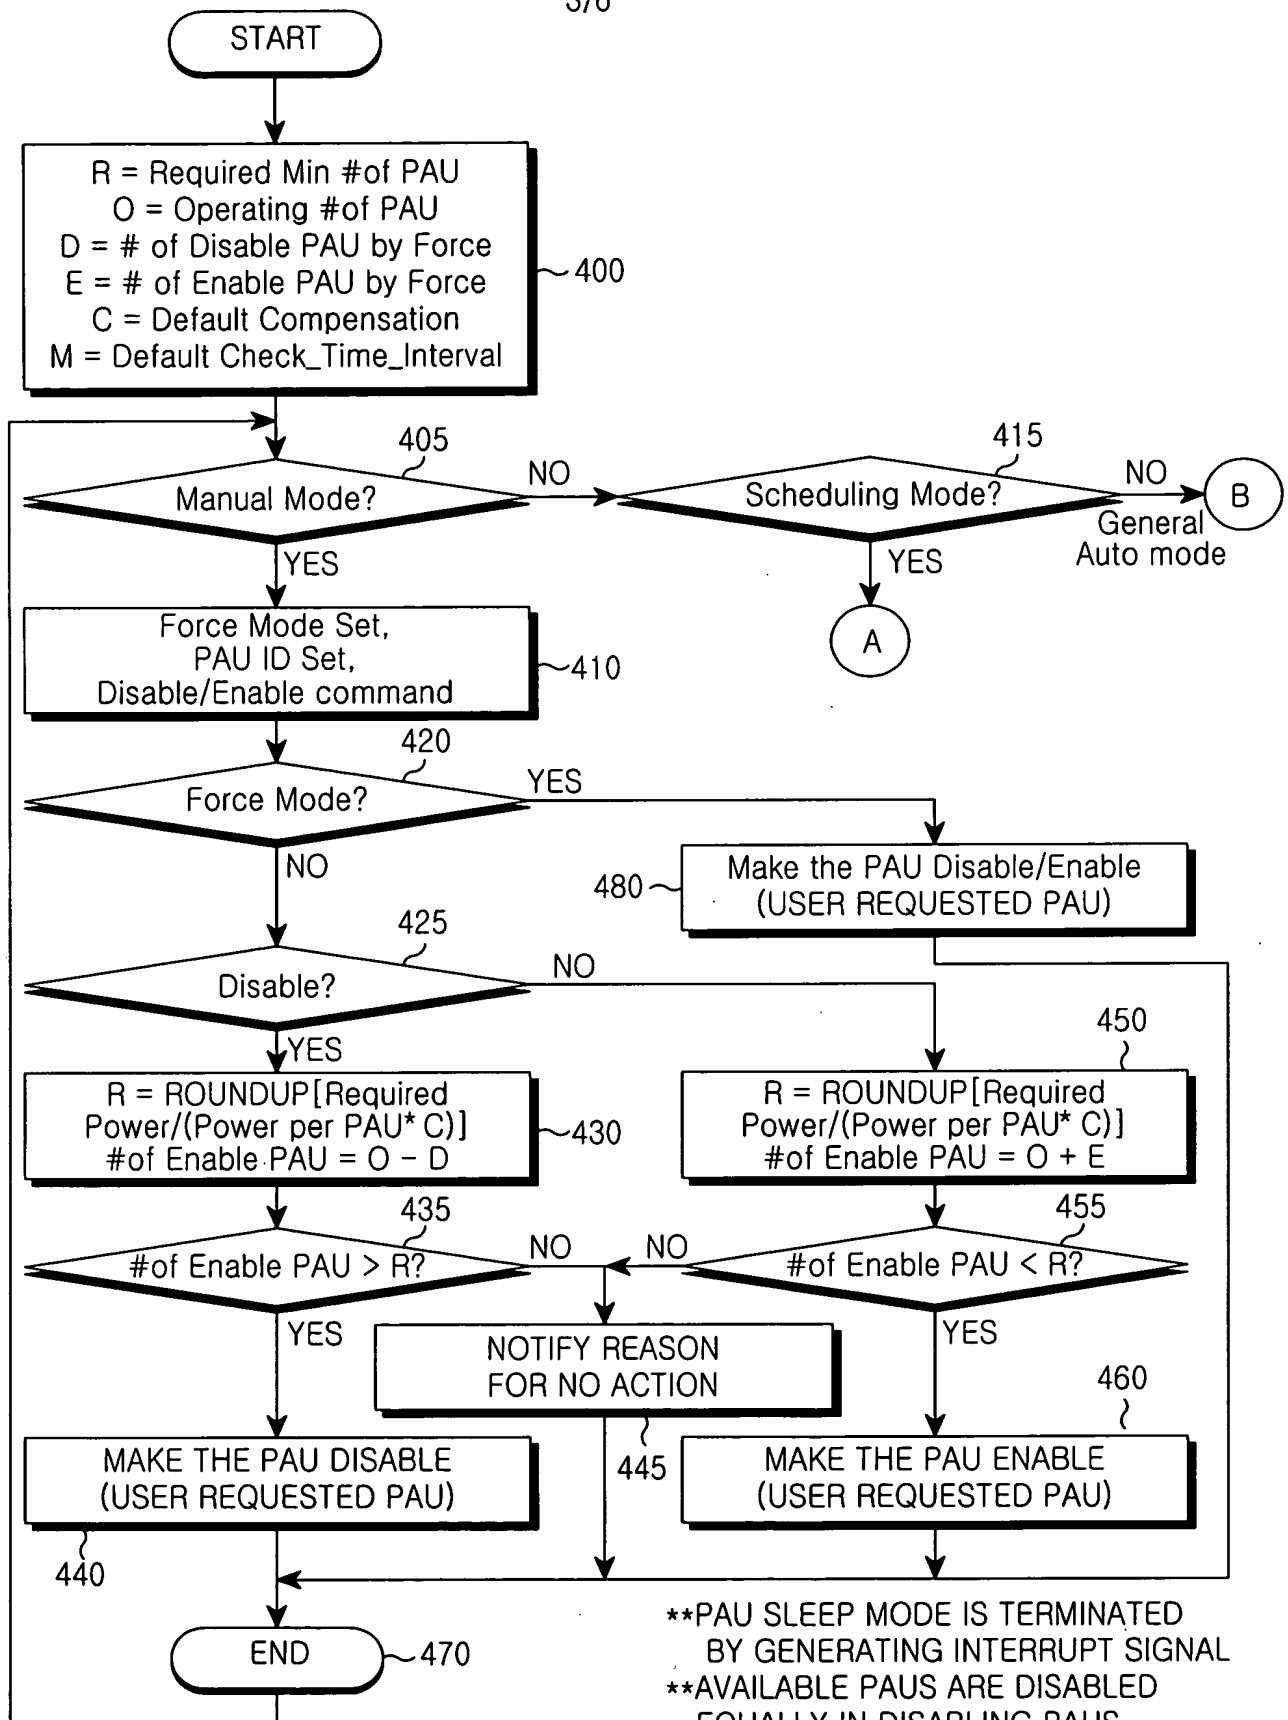 3/6
START
R = Required Min #of PAU
O = Operating #of PAU
D = # of Disable PAU by Force
E = # of Enable PAU by Force
C = Default Compensation
M = Default Check_Time_Interval
400
405
Manual Mode?
NO
YES
415
Scheduling Mode?
NO
General
Auto mode
B
YES
A
Force Mode Set,
PAU ID Set,
Disable/Enable command
410
420
Force Mode?
YES
NO
480
Make the PAU Disable/Enable
(USER REQUESTED PAU)
425
Disable?
NO
YES
R = ROUNDUP[Required
Power/(Power per PAU* C)]
#of Enable PAU = O - D
430
450
R = ROUNDUP[Required
Power/(Power per PAU* C)]
#of Enable PAU = O + E
435
#of Enable PAU > R?
NO
YES
455
#of Enable PAU < R?
NO
YES
NOTIFY REASON
FOR NO ACTION
445
MAKE THE PAU DISABLE
(USER REQUESTED PAU)
440
460
MAKE THE PAU ENABLE
(USER REQUESTED PAU)
END
470
**PAU SLEEP MODE IS TERMINATED
BY GENERATING INTERRUPT SIGNAL
**AVAILABLE PAUS ARE DISABLED
EQUALLY IN DISABLING PAUS